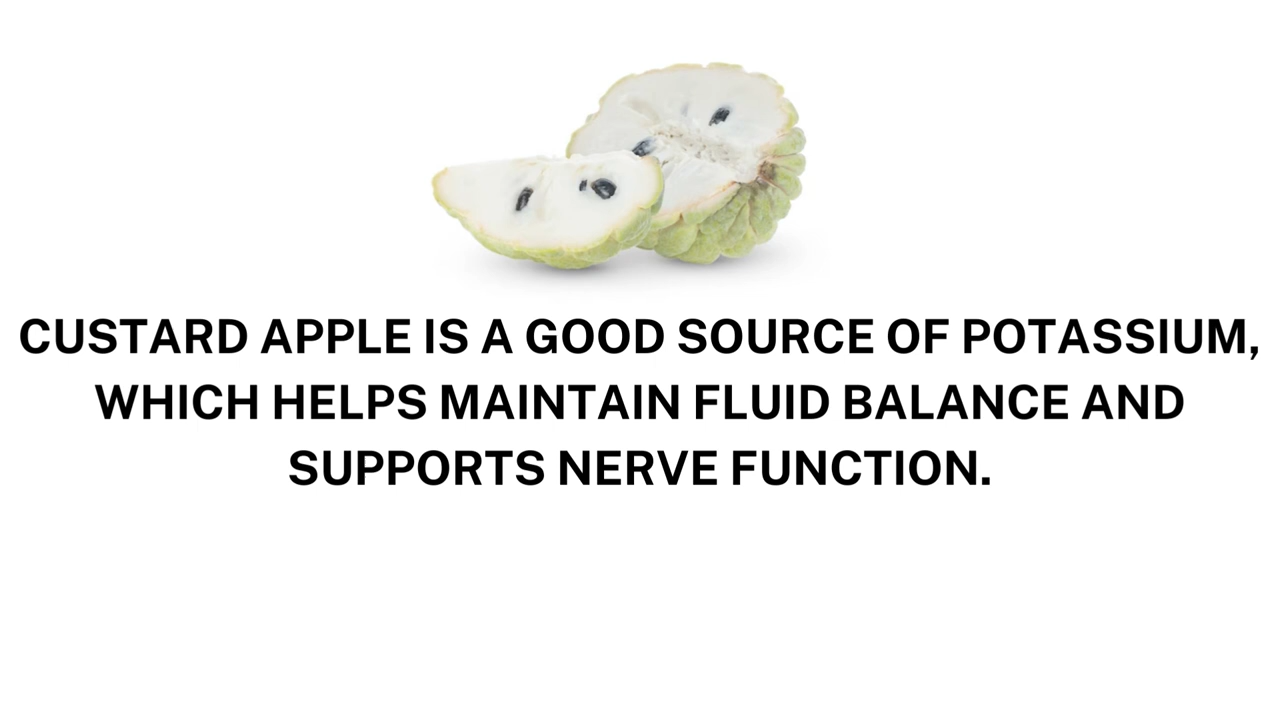 CUSTARD APPLE IS A GOOD SOURCE OF POTASSIUM,
WHICH HELPS MAINTAIN FLUID BALANCE AND
SUPPORTS NERVE FUNCTION.